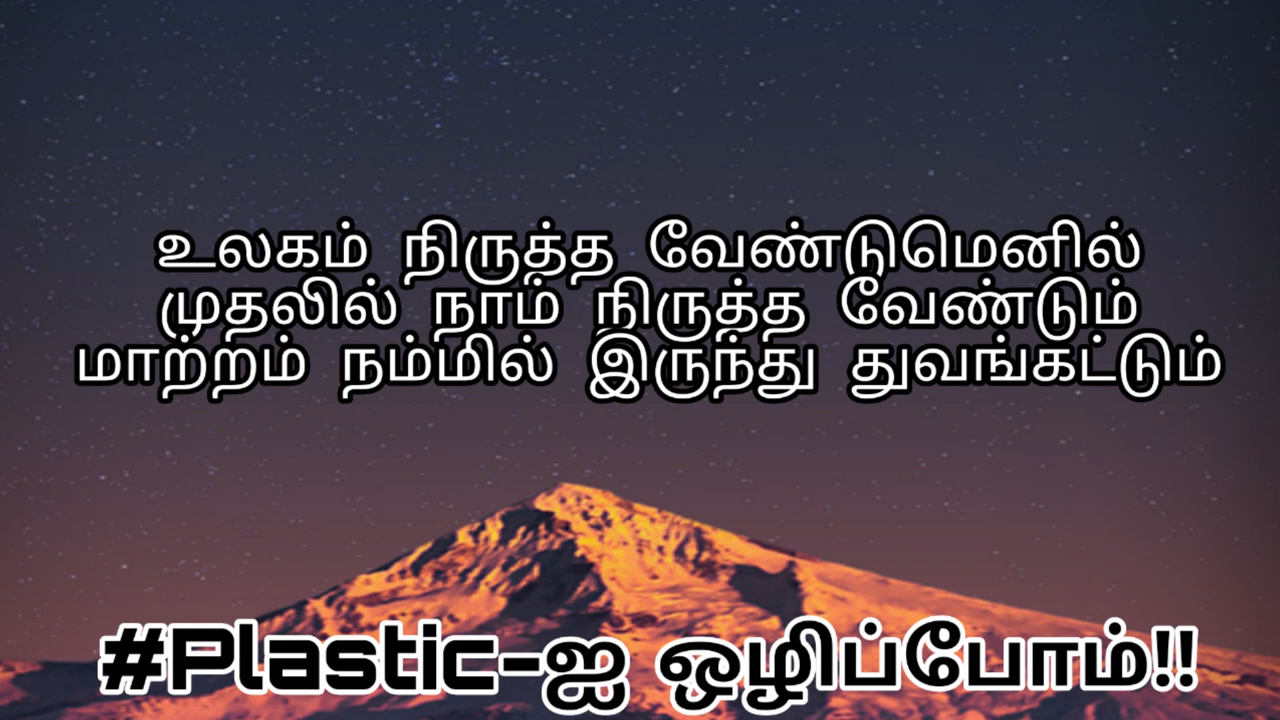 உலகம் நிருத்த வேண்டுமெனில்
முதலில் நாம் நிருத்த வேண்டும்
மாற்றம் நம்மில் இருந்து துவங்கட்டும்
#Plastic-ஐ ஒழிப்போம்!!